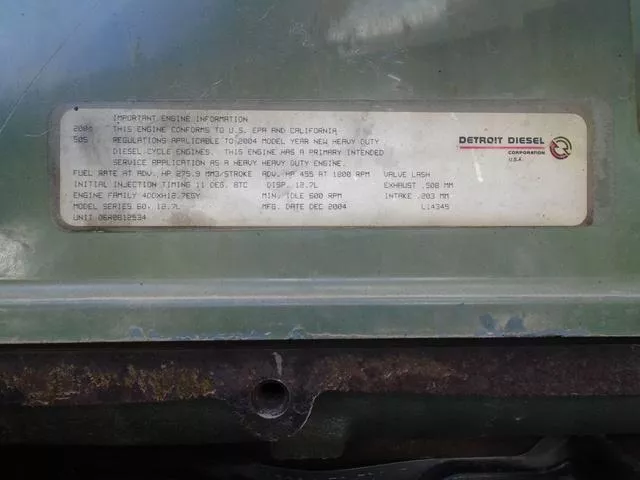 IMPORTANT ENGINE INFORMATION
2004 THIS ENGINE CONFORMS TO U.S. EPA AND CALIFORNIA
505 REGULATIONS APPLICABLE TO 2004 MODEL YEAR NEW HEAVY DUTY
DIESEL CYCLE ENGINES. THIS ENGINE HAS A PRIMARY INTENDED
SERVICE APPLICATION AS A HEAVY HEAVY DUTY ENGINE.
FUEL RATE AT ADV. HP 275.9 MM3/STROKE ADV. HP 455 AT 1800 RPM VALVE LASH
INITIAL INJECTION TIMING 11 DEG. BTC DISP. 12.7L EXHAUST .508 MM
ENGINE FAMILY 4DDXH12.7EGY MIN. IDLE 600 RPM INTAKE .203 MM
MODEL SERIES 60, 12.7L MFG. DATE DEC 2004 L14345
UNIT 06R0812534
DETROIT DIESEL
CORPORATION
U.S.A.